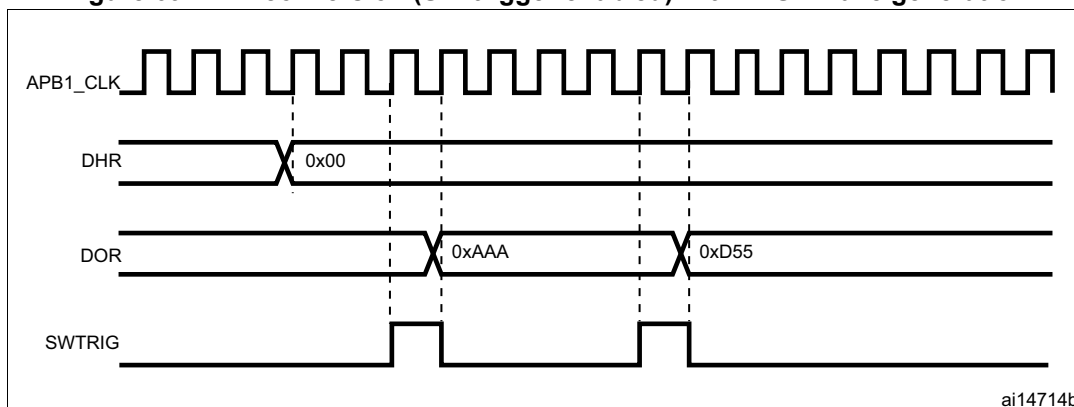 APB1_CLK
DHR
0x00
DOR
0xAAA
0xD55
SWTRIG
ai14714b